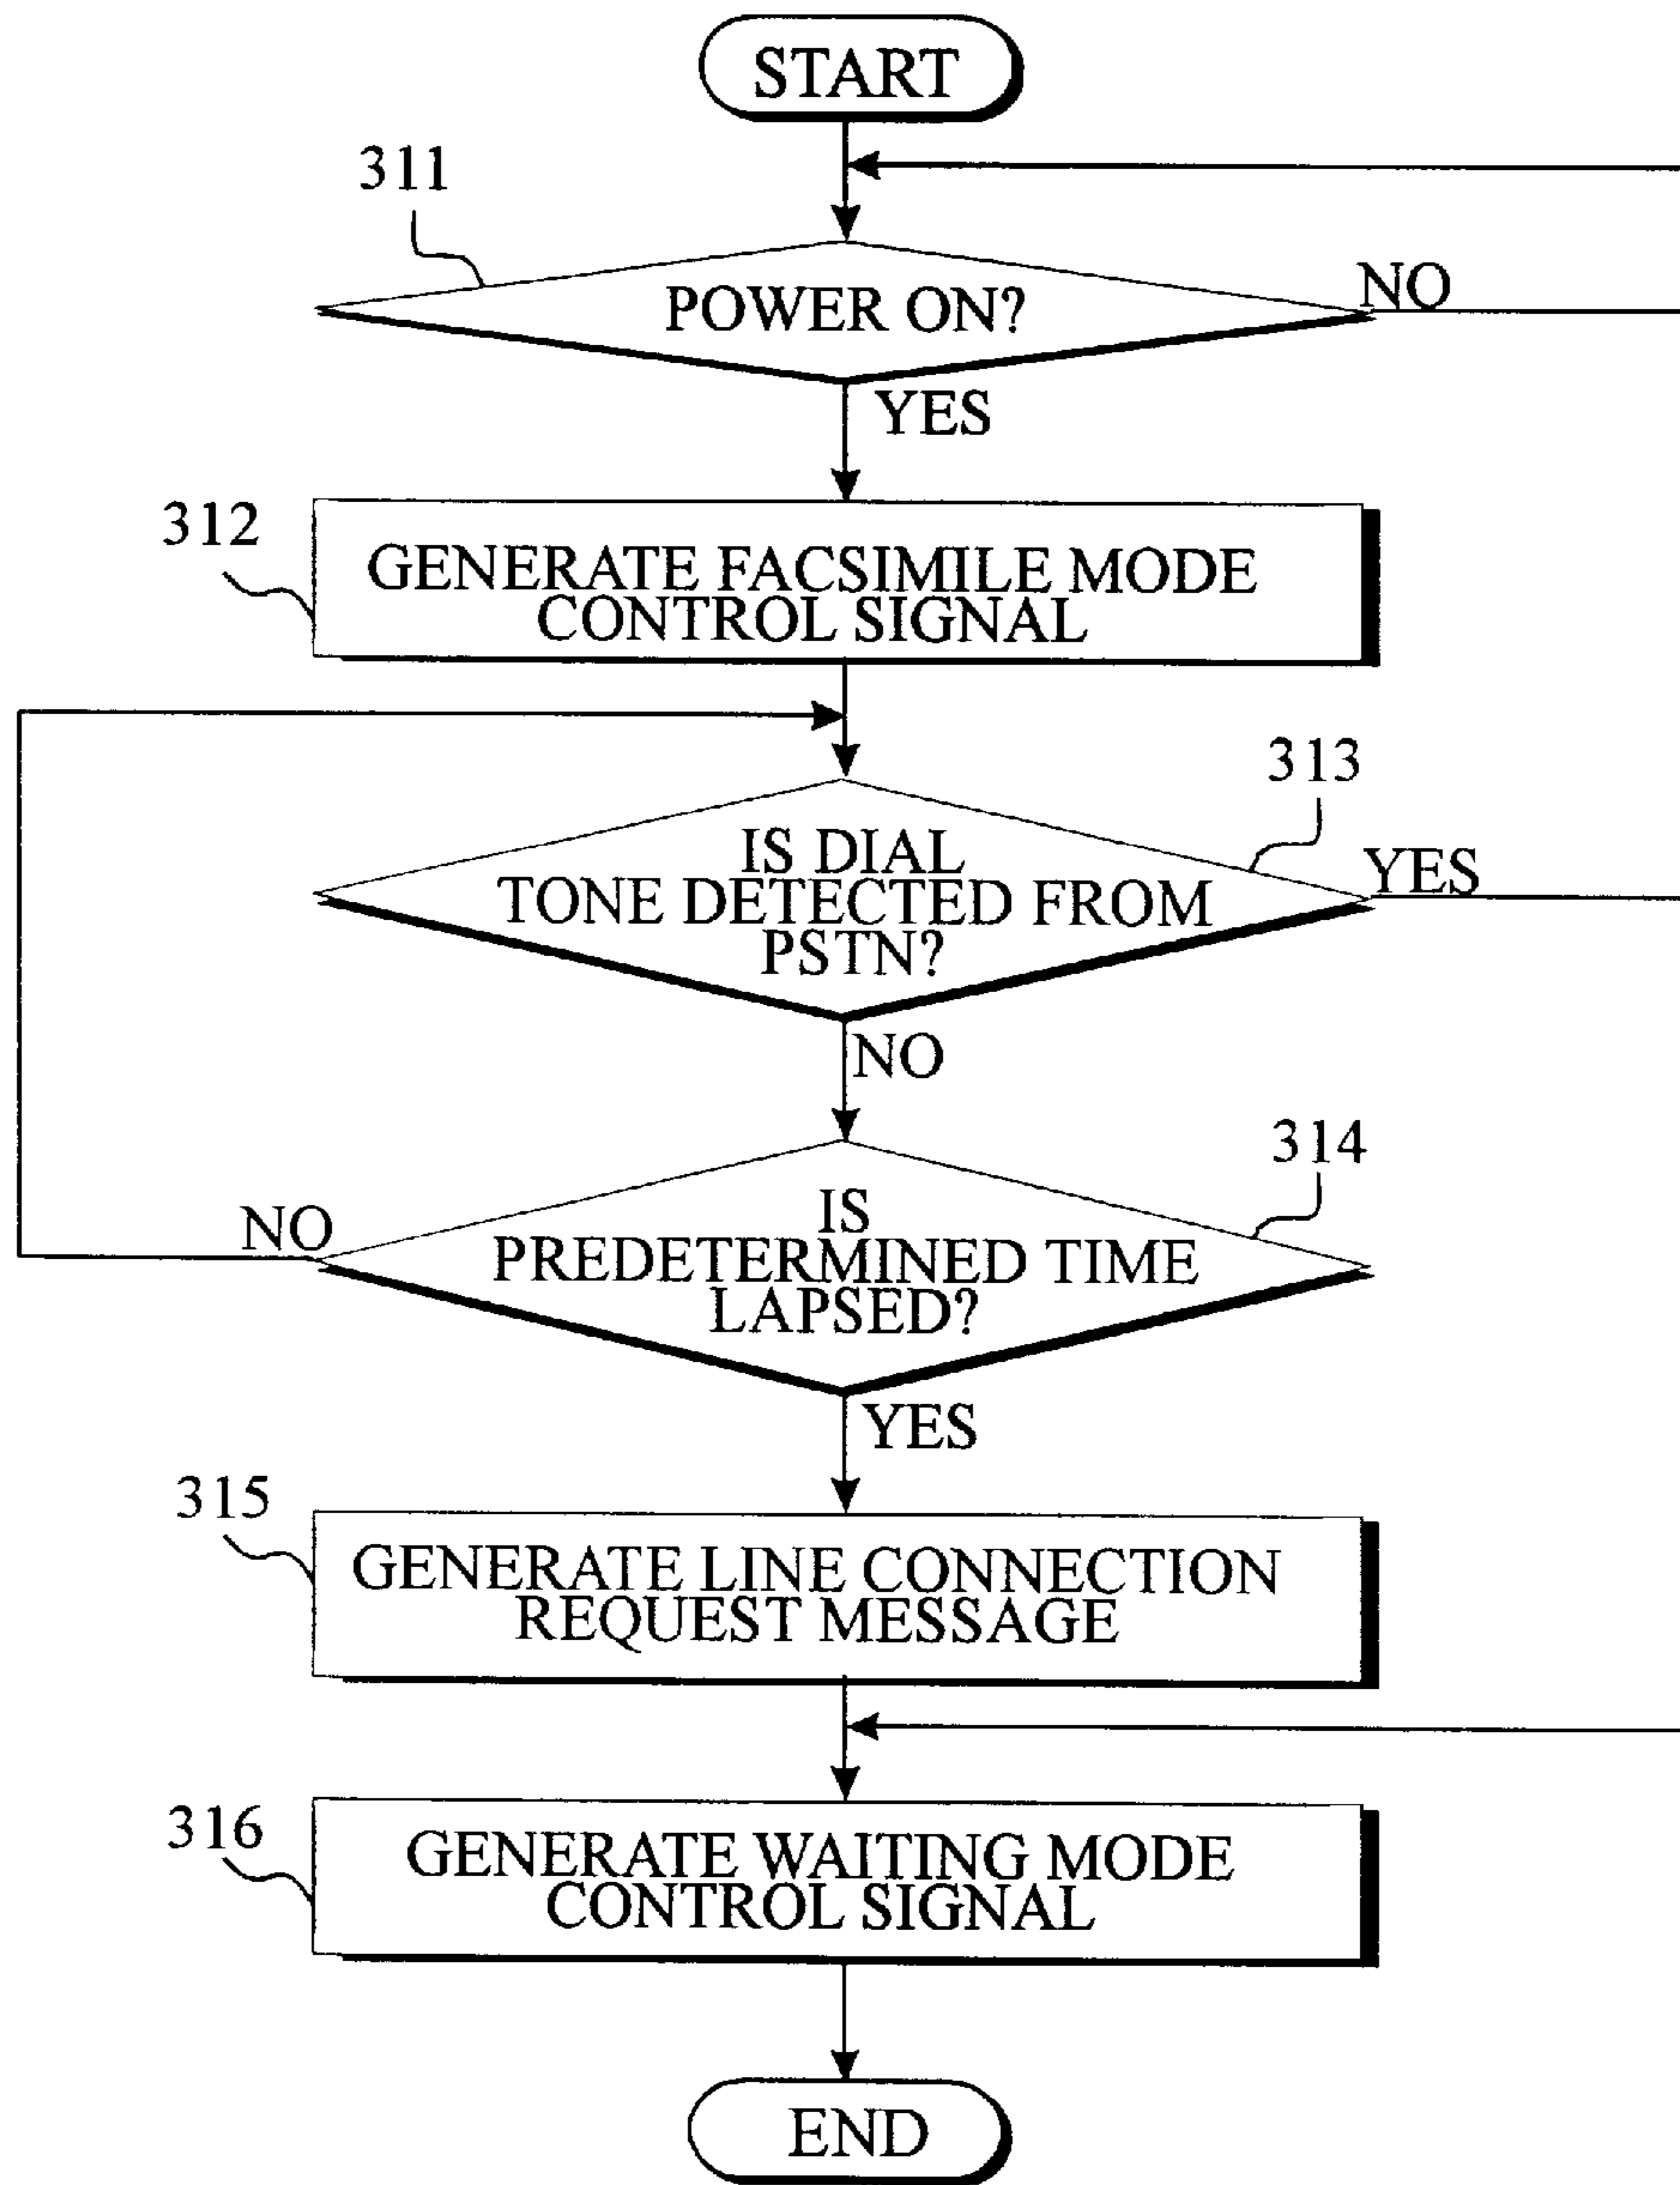 START
311
POWER ON?
NO
YES
312
GENERATE FACSIMILE MODE
CONTROL SIGNAL
313
IS DIAL
TONE DETECTED FROM
PSTN?
YES
NO
314
IS
PREDETERMINED TIME
LAPSED?
NO
YES
315
GENERATE LINE CONNECTION
REQUEST MESSAGE
316
GENERATE WAITING MODE
CONTROL SIGNAL
END